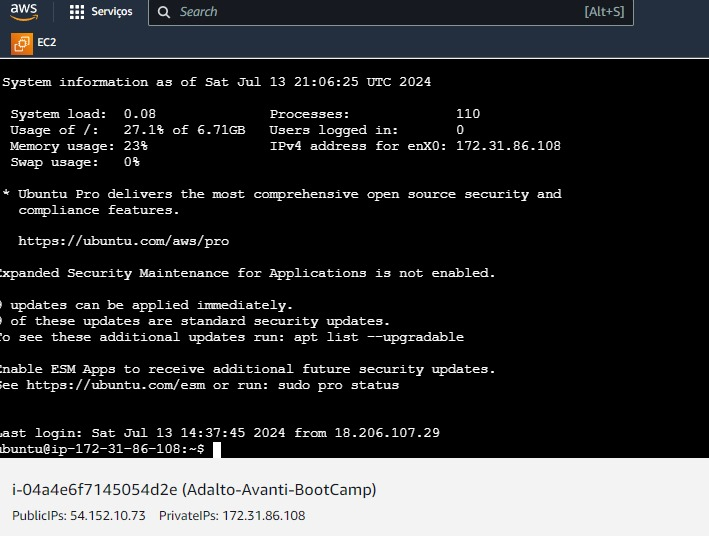 aws
Serviços
Search
[Alt+S]
EC2
System information as of Sat Jul 13 21:06:25 UTC 2024
System load: 0.08 Processes: 110
Usage of /: 27.1% of 6.71GB Users logged in: 0
Memory usage: 23% IPv4 address for enX0: 172.31.86.108
Swap usage: 0%
* Ubuntu Pro delivers the most comprehensive open source security and
compliance features.
https://ubuntu.com/aws/pro
Expanded Security Maintenance for Applications is not enabled.
updates can be applied immediately.
of these updates are standard security updates.
To see these additional updates run: apt list --upgradable
Enable ESM Apps to receive additional future security updates.
See https://ubuntu.com/esm or run: sudo pro status
Last login: Sat Jul 13 14:37:45 2024 from 18.206.107.29
ubuntu@ip-172-31-86-108:~$
i-04a4e6f7145054d2e (Adalto-Avanti-BootCamp)
PublicIPs: 54.152.10.73 PrivateIPs: 172.31.86.108